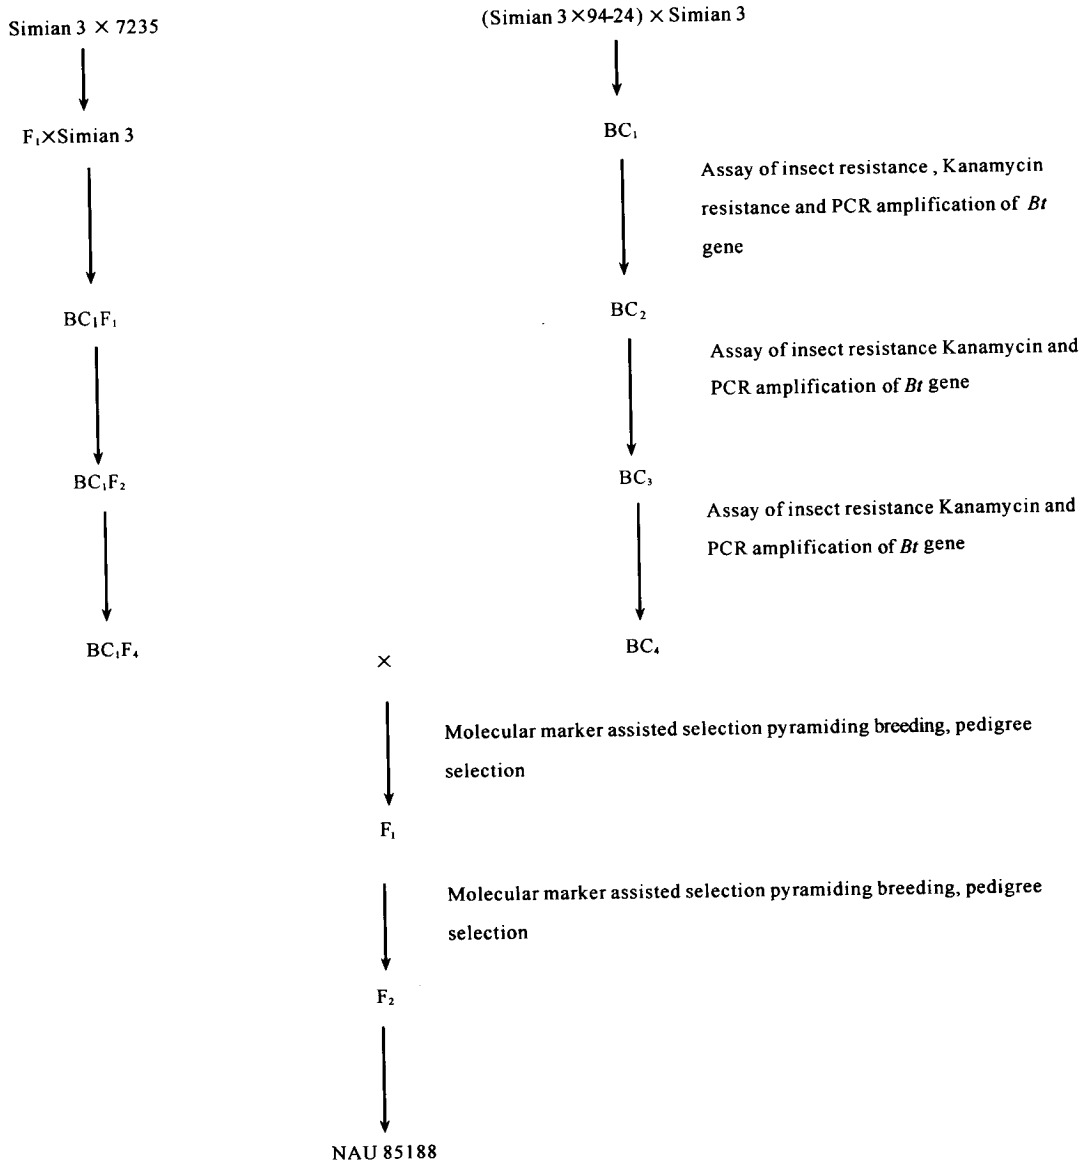 Simian 3 × 7235
(Simian 3×94-24) × Simian 3
F₁×Simian 3
BC₁
Assay of insect resistance , Kanamycin
resistance and PCR amplification of Bt
gene
BC₁F₁
BC₂
Assay of insect resistance Kanamycin and
PCR amplification of Bt gene
BC₁F₂
BC₃
Assay of insect resistance Kanamycin and
PCR amplification of Bt gene
BC₁F₄
×
BC₄
Molecular marker assisted selection pyramiding breeding, pedigree
selection
F₁
Molecular marker assisted selection pyramiding breeding, pedigree
selection
F₂
NAU 85188